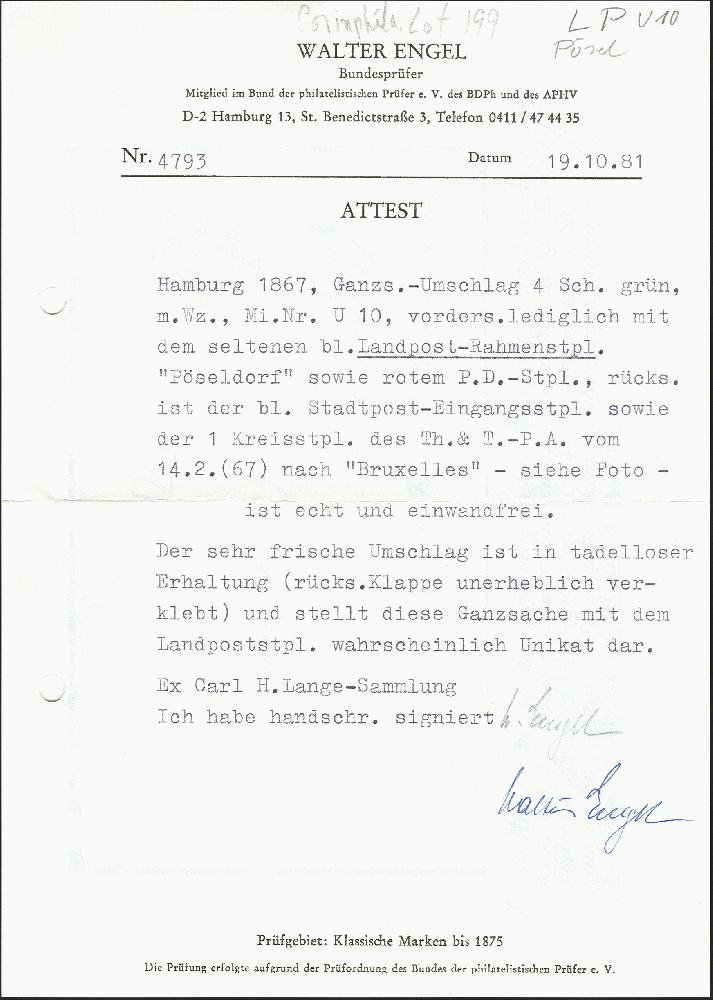 Corinphila Lot 199
L P U 10
Pösel
WALTER ENGEL
Bundesprüfer
Mitglied im Bund der philatelistischen Prüfer e. V. des BDPh und des APHV
D-2 Hamburg 13, St. Benedictstraße 3, Telefon 0411 / 47 44 35
Nr. 4793 Datum 19.10.81
ATTEST
Hamburg 1867, Ganzs.-Umschlag 4 Sch. grün,
m.Wz., Mi.Nr. U 10, vorders.lediglich mit
dem seltenen bl.Landpost-Rahmenstpl.
"Pöseldorf" sowie rotem P.D.-Stpl., rücks.
ist der bl. Stadtpost-Eingangsstpl. sowie
der 1 Kreisstpl. des Th.& T.-P.A. vom
14.2.(67) nach "Bruxelles" - siehe Foto -
ist echt und einwandfrei.
Der sehr frische Umschlag ist in tadelloser
Erhaltung (rücks.Klappe unerheblich ver-
klebt) und stellt diese Ganzsache mit dem
Landpoststpl. wahrscheinlich Unikat dar.
Ex Carl H.Lange-Sammlung
Ich habe handschr. signiert W. Engel
Walter Engel
Prüfgebiet: Klassische Marken bis 1875
Die Prüfung erfolgte aufgrund der Prüfordnung des Bundes der philatelistischen Prüfer e. V.